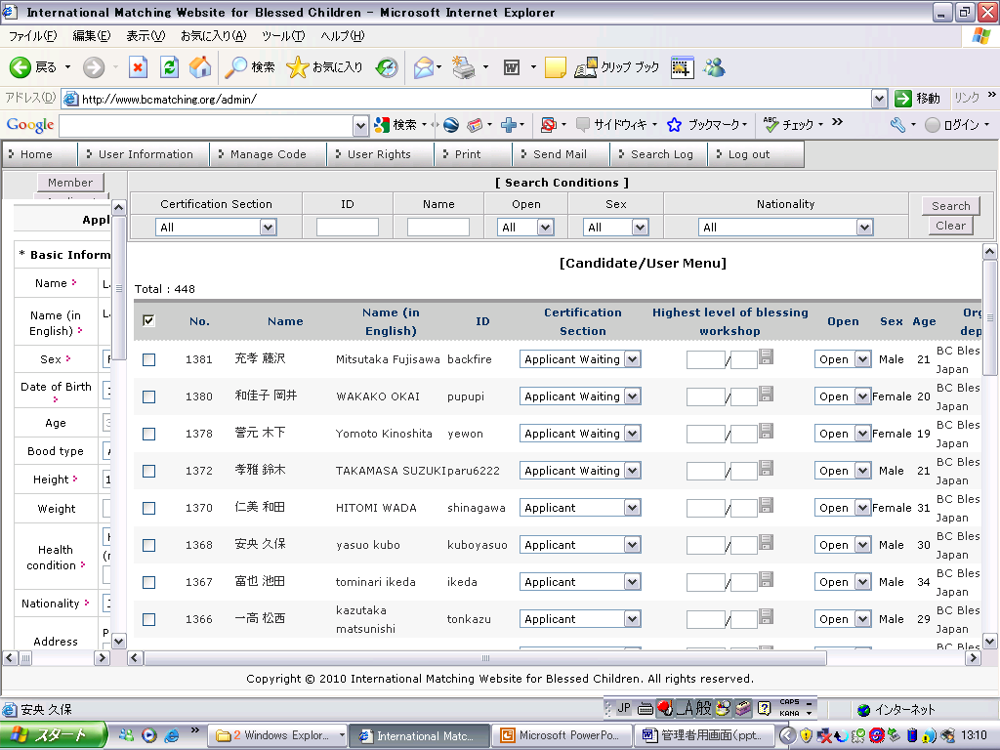 International Matching Website for Blessed Children - Microsoft Internet Explorer
ファイル(F) 編集(E) 表示(V) お気に入り(A) ツール(T) ヘルプ(H)
戻る 検索 お気に入り クリップ ブック
アドレス(D) http://www.bcmatching.org/admin/ 移動 リンク »
Google 検索 サイドウィキ ブックマーク チェック » ログイン
Home User Information Manage Code User Rights Print Send Mail Search Log Log out
Member
[ Search Conditions ]
Certification Section ID Name Open Sex Nationality Search
All All All All Clear
Appl
* Basic Inform
Name
Name (in
English)
Sex
Date of Birth
Age
Bood type
Height
Weight
Health
condition
Nationality
Address
[Candidate/User Menu]
Total : 448
No. Name Name (in English) ID Certification Section Highest level of blessing workshop Open Sex Age Org dep
1381 充孝 藤沢 Mitsutaka Fujisawa backfire Applicant Waiting / Open Male 21 BC Bles Japan
1380 和佳子 岡井 WAKAKO OKAI pupupi Applicant Waiting / Open Female 20 BC Bles Japan
1378 誉元 木下 Yomoto Kinoshita yewon Applicant Waiting / Open Female 19 BC Bles Japan
1372 孝雅 鈴木 TAKAMASA SUZUKI paru6222 Applicant Waiting / Open Male 21 BC Bles Japan
1370 仁美 和田 HITOMI WADA shinagawa Applicant / Open Female 31 BC Bles Japan
1368 安央 久保 yasuo kubo kuboyasuo Applicant / Open Male 30 BC Bles Japan
1367 富也 池田 tominari ikeda ikeda Applicant / Open Male 34 BC Bles Japan
1366 一高 松西 kazutaka matsunishi tonkazu Applicant / Open Male 29 BC Bles Japan
BC Bles
Copyright © 2010 International Matching Website for Blessed Children. All rights reserved.
安央 久保 JP A 般 CAPS KANA インターネット
スタート » 2 Windows Explor... International Matc... Microsoft PowerPo... 管理者用画面(ppt... 13:10